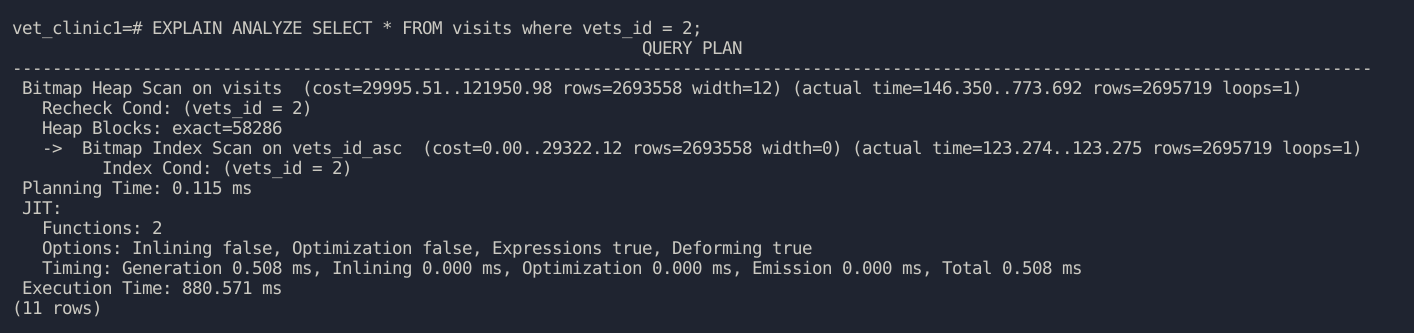 vet_clinic1=# EXPLAIN ANALYZE SELECT * FROM visits where vets_id = 2;
QUERY PLAN
----------------------------------------------------------------------------------------------------------------------------------------
Bitmap Heap Scan on visits  (cost=29995.51..121950.98 rows=2693558 width=12) (actual time=146.350..773.692 rows=2695719 loops=1)
Recheck Cond: (vets_id = 2)
Heap Blocks: exact=58286
->  Bitmap Index Scan on vets_id_asc  (cost=0.00..29322.12 rows=2693558 width=0) (actual time=123.274..123.275 rows=2695719 loops=1)
Index Cond: (vets_id = 2)
Planning Time: 0.115 ms
JIT:
Functions: 2
Options: Inlining false, Optimization false, Expressions true, Deforming true
Timing: Generation 0.508 ms, Inlining 0.000 ms, Optimization 0.000 ms, Emission 0.000 ms, Total 0.508 ms
Execution Time: 880.571 ms
(11 rows)